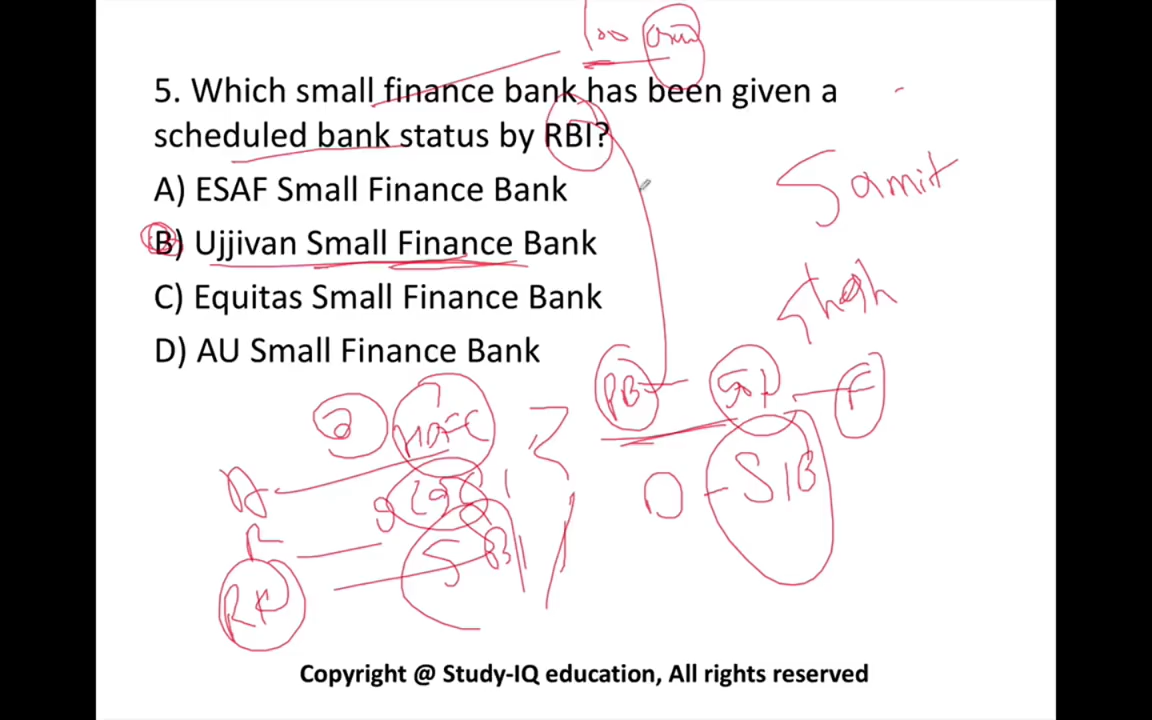 100
5. Which small finance bank has been given a
scheduled bank status by RBI?
A) ESAF Small Finance Bank
Samit
B) Ujjivan Small Finance Bank
C) Equitas Small Finance Bank
D) AU Small Finance Bank
PB
F
SIB
Copyright @ Study-IQ education, All rights reserved